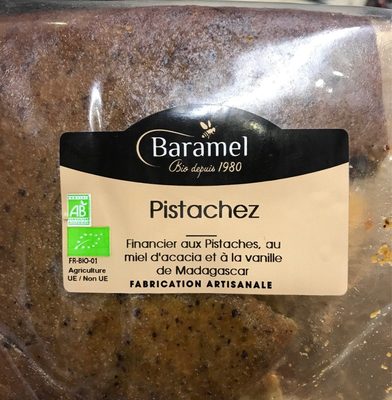 Baramel
Bio depuis 1980
Pistachez
AB
Financier aux Pistaches, au
miel d'acacia et à la vanille
de Madagascar
FABRICATION ARTISANALE
FR-BIO-01
Agriculture
UE / Non UE